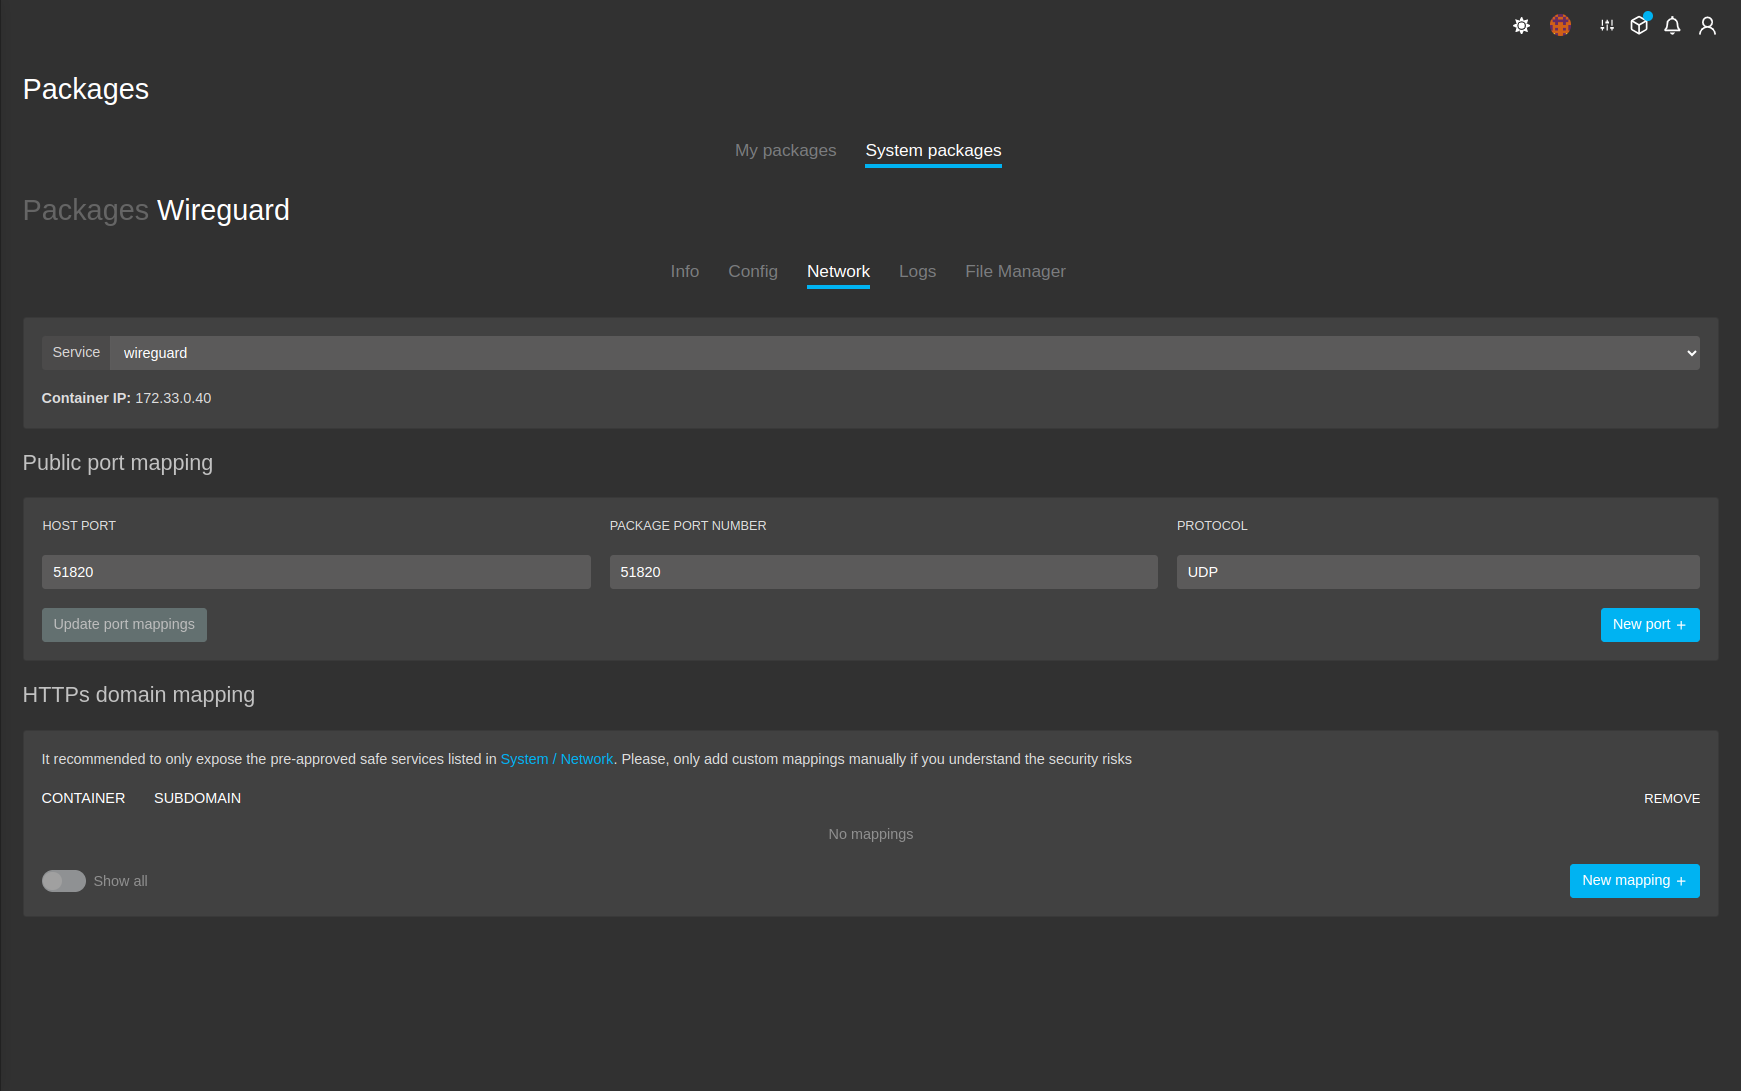 Packages
My packages System packages
Packages Wireguard
Info Config Network Logs File Manager
Service wireguard
Container IP: 172.33.0.40
Public port mapping
HOST PORT PACKAGE PORT NUMBER PROTOCOL
51820 51820 UDP
Update port mappings New port +
HTTPs domain mapping
It recommended to only expose the pre-approved safe services listed in System / Network. Please, only add custom mappings manually if you understand the security risks
CONTAINER SUBDOMAIN REMOVE
No mappings
Show all New mapping +